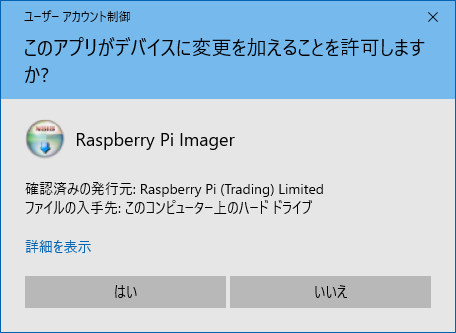 ユーザー アカウント制御
このアプリがデバイスに変更を加えることを許可します
か?
Raspberry Pi Imager
確認済みの発行元: Raspberry Pi (Trading) Limited
ファイルの入手先: このコンピューター上のハード ドライブ
詳細を表示
はい
いいえ